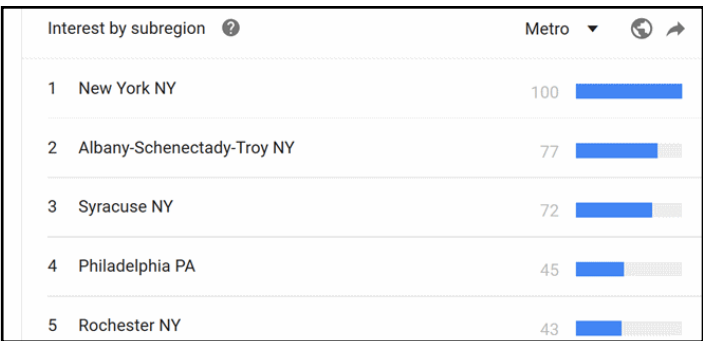 Interest by subregion ? Metro
1 New York NY 100
2 Albany-Schenectady-Troy NY 77
3 Syracuse NY 72
4 Philadelphia PA 45
5 Rochester NY 43